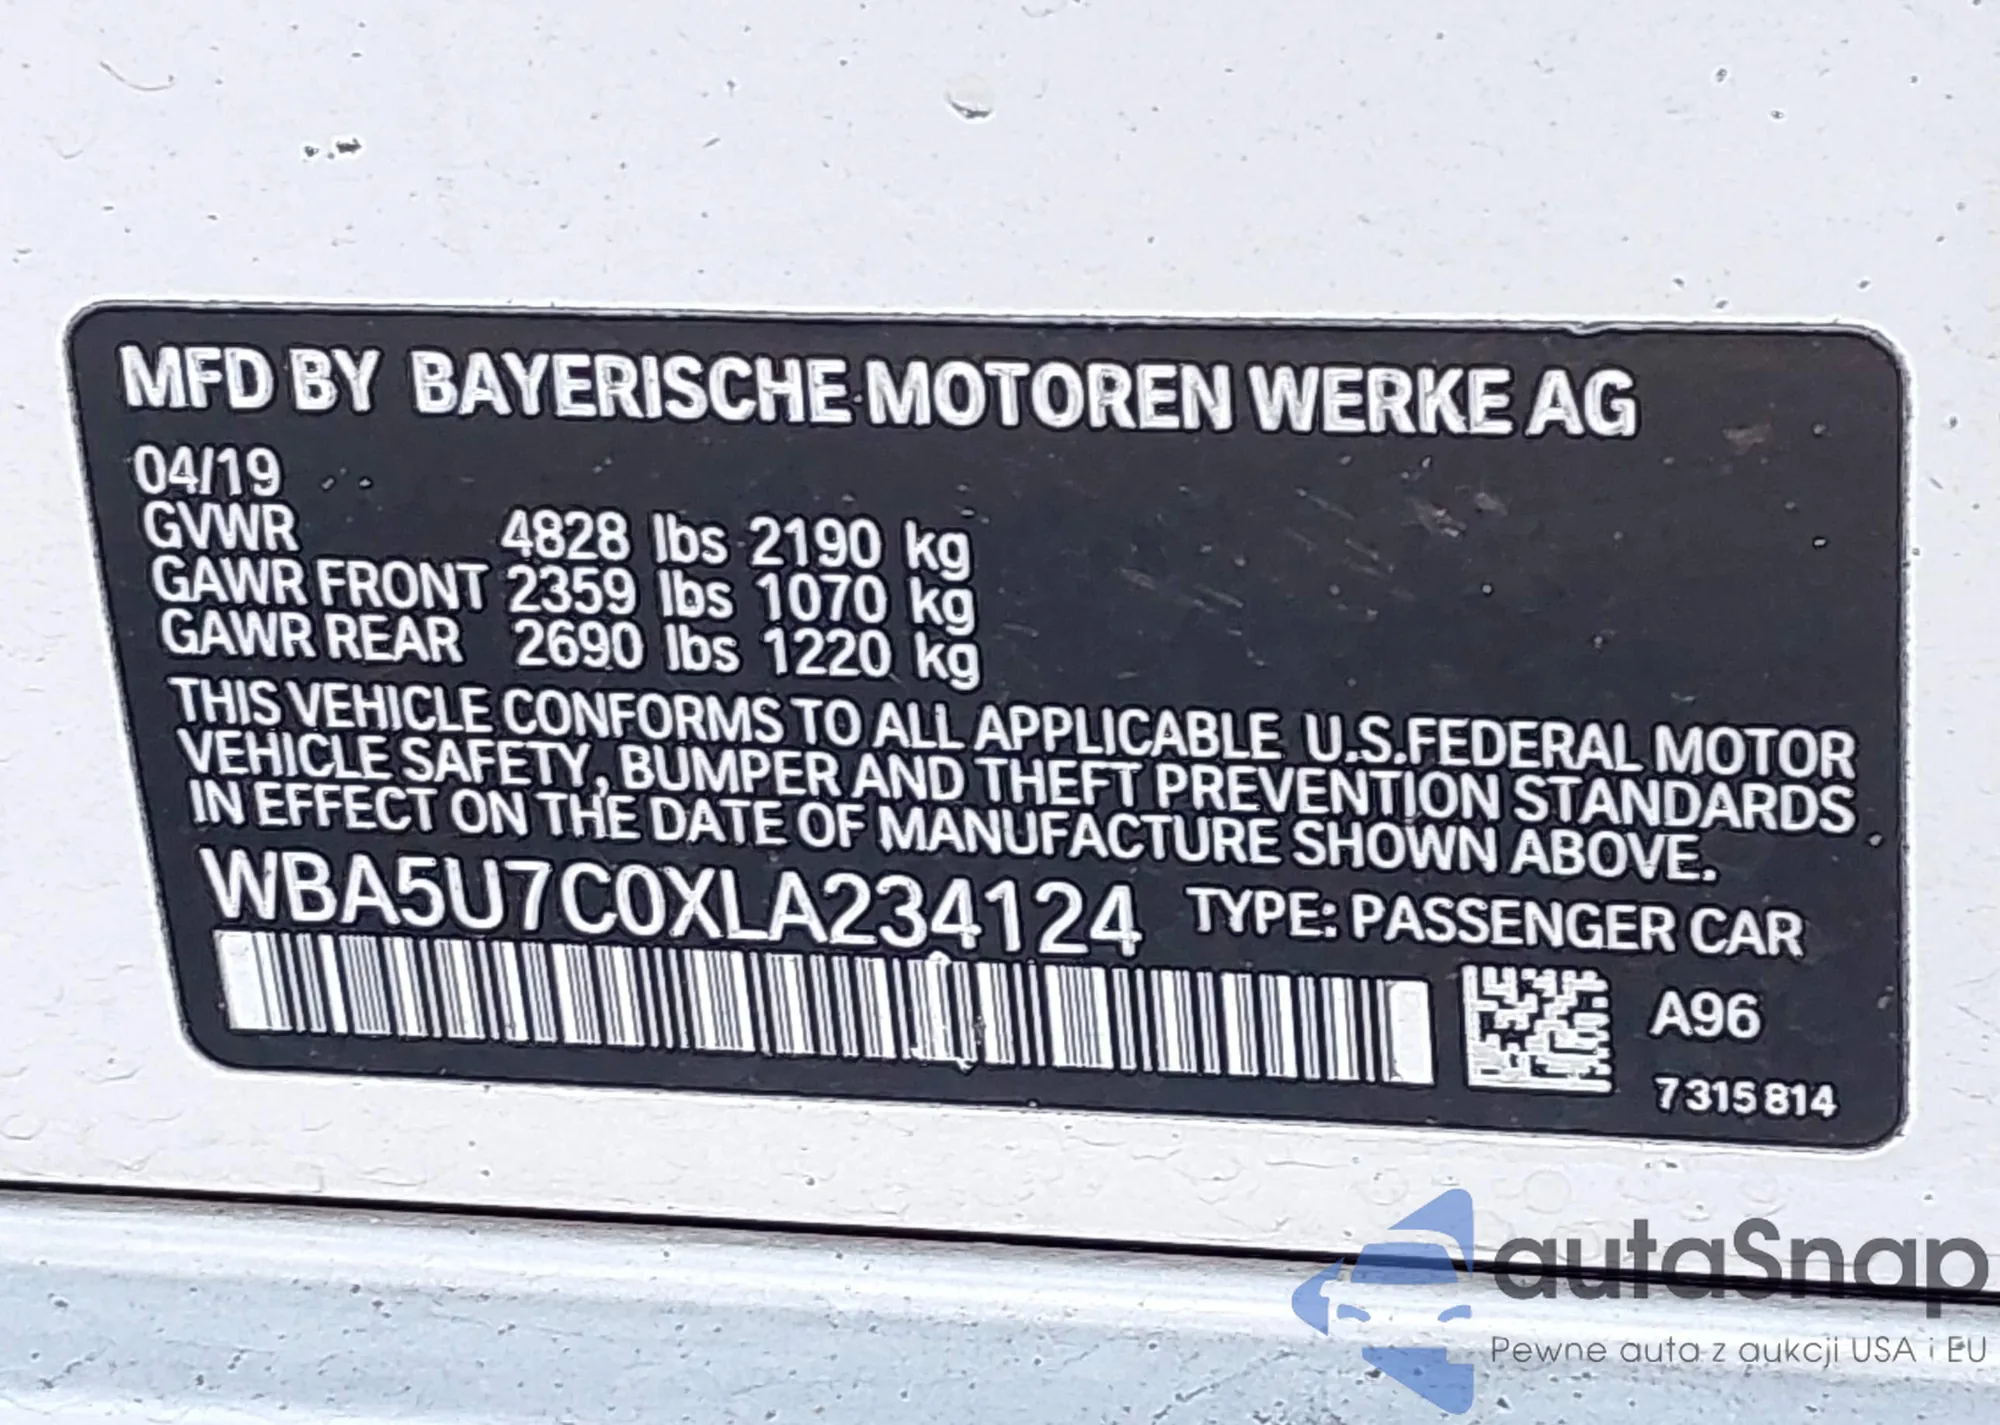 MFD BY BAYERISCHE MOTOREN WERKE AG
04/19
GVWR 4828 lbs 2190 kg
GAWR FRONT 2359 lbs 1070 kg
GAWR REAR 2690 lbs 1220 kg
THIS VEHICLE CONFORMS TO ALL APPLICABLE U.S.FEDERAL MOTOR
VEHICLE SAFETY, BUMPER AND THEFT PREVENTION STANDARDS
IN EFFECT ON THE DATE OF MANUFACTURE SHOWN ABOVE.
WBA5U7C0XLA234124 TYPE: PASSENGER CAR
A96
7315814
autaSnap
Pewne auta z aukcji USA i EU